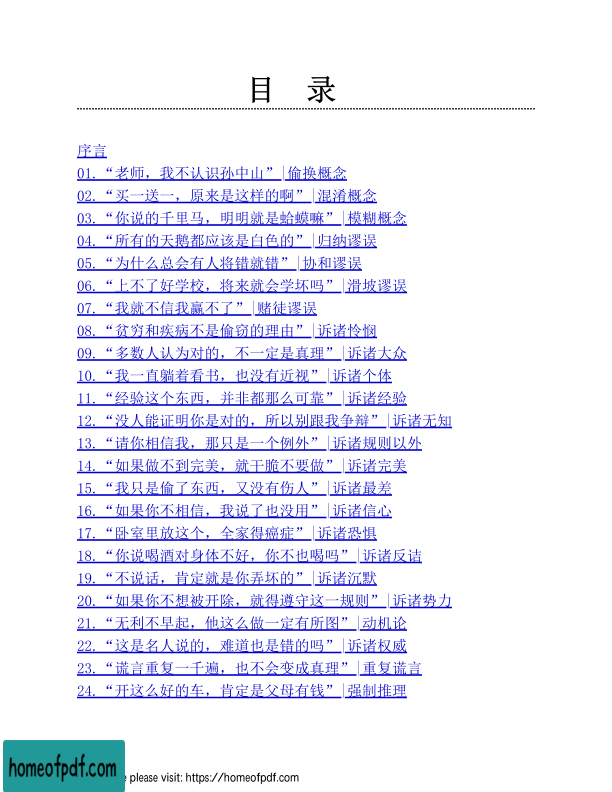 目 录
序言
01.“老师，我不认识孙中山”|偷换概念
02.“买一送一，原来是这样的啊”|混淆概念
03.“你说的千里马，明明就是蛤蟆嘛”|模糊概念
04.“所有的天鹅都应该是白色的”|归纳谬误
05.“为什么总会有人将错就错”|协和谬误
06.“上不了好学校，将来就会学坏吗”|滑坡谬误
07.“我就不信我赢不了”|赌徒谬误
08.“贫穷和疾病不是偷窃的理由”|诉诸怜悯
09.“多数人认为对的，不一定是真理”|诉诸大众
10.“我一直躺着看书，也没有近视”|诉诸个体
11.“经验这个东西，并非都那么可靠”|诉诸经验
12.“没人能证明你是对的，所以别跟我争辩”|诉诸无知
13.“请你相信我，那只是一个例外”|诉诸规则以外
14.“如果做不到完美，就干脆不要做”|诉诸完美
15.“我只是偷了东西，又没有伤人”|诉诸最差
16.“如果你不相信，我说了也没用”|诉诸信心
17.“卧室里放这个，全家得癌症”|诉诸恐惧
18.“你说喝酒对身体不好，你不也喝吗”|诉诸反诘
19.“不说话，肯定就是你弄坏的”|诉诸沉默
20.“如果你不想被开除，就得遵守这一规则”|诉诸势力
21.“无利不早起，他这么做一定有所图”|动机论
22.“这是名人说的，难道也是错的吗”|诉诸权威
23.“谎言重复一千遍，也不会变成真理”|重复谎言
24.“开这么好的车，肯定是父母有钱”|强制推理
homeofpdf.com
e please visit: https://homeofpdf.com